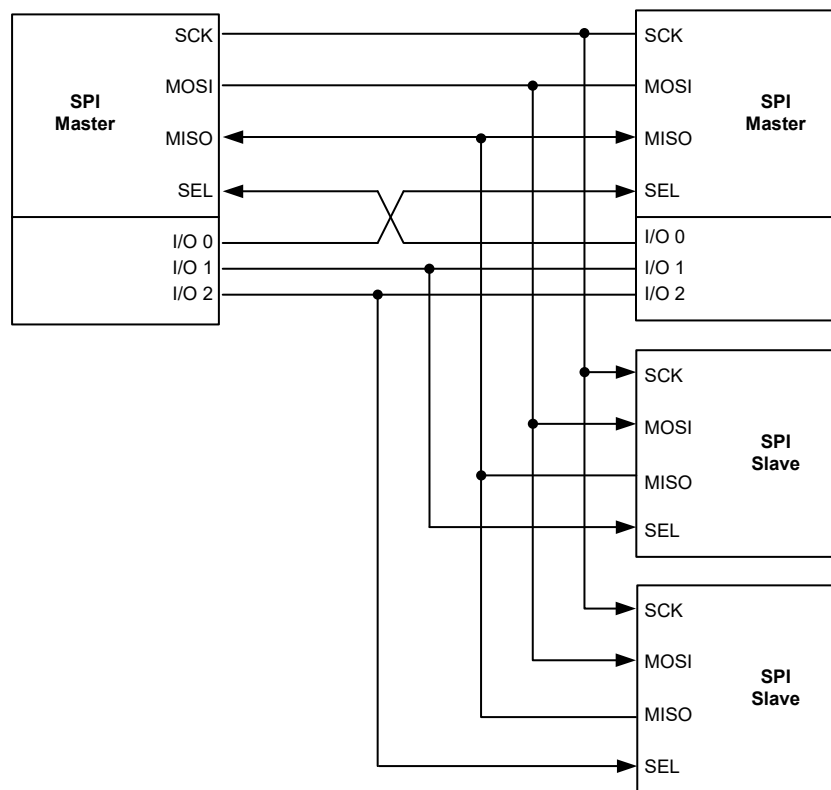 SCK
MOSI
SPI
Master
MISO
SEL
I/O 0
I/O 1
I/O 2
SCK
MOSI
SPI
Master
MISO
SEL
I/O 0
I/O 1
I/O 2
SCK
MOSI
SPI
Slave
MISO
SEL
SCK
MOSI
SPI
Slave
MISO
SEL